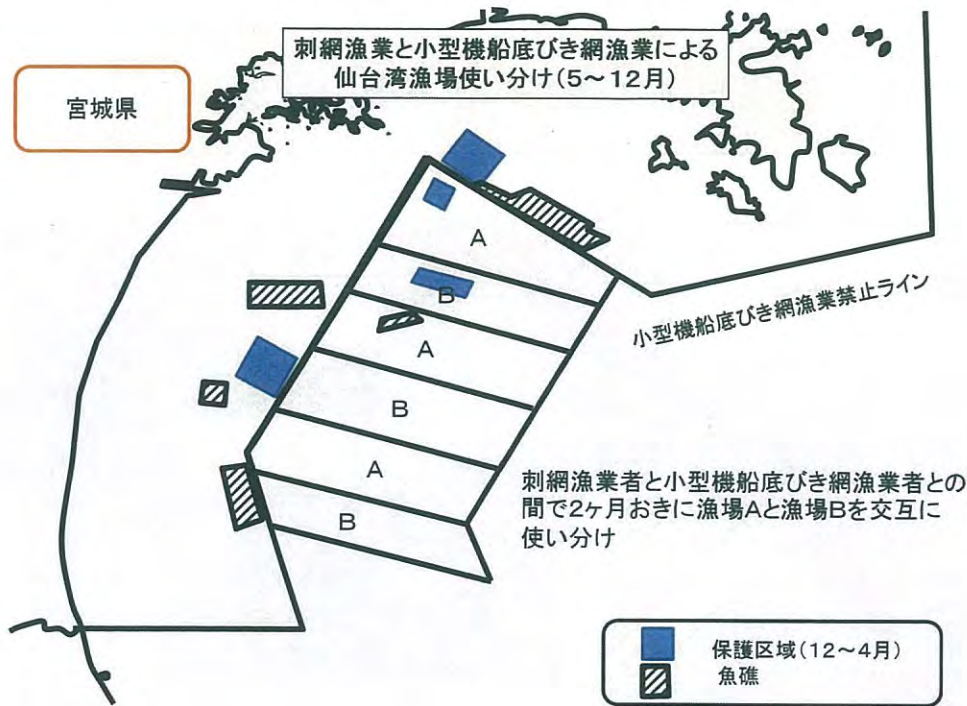 刺網漁業と小型機船底びき網漁業による
仙台湾漁場使い分け(5～12月)
宮城県
A
B
A
B
A
B
小型機船底びき網漁業禁止ライン
刺網漁業者と小型機船底びき網漁業者との
間で2ヶ月おきに漁場Aと漁場Bを交互に
使い分け
保護区域(12～4月)
魚礁